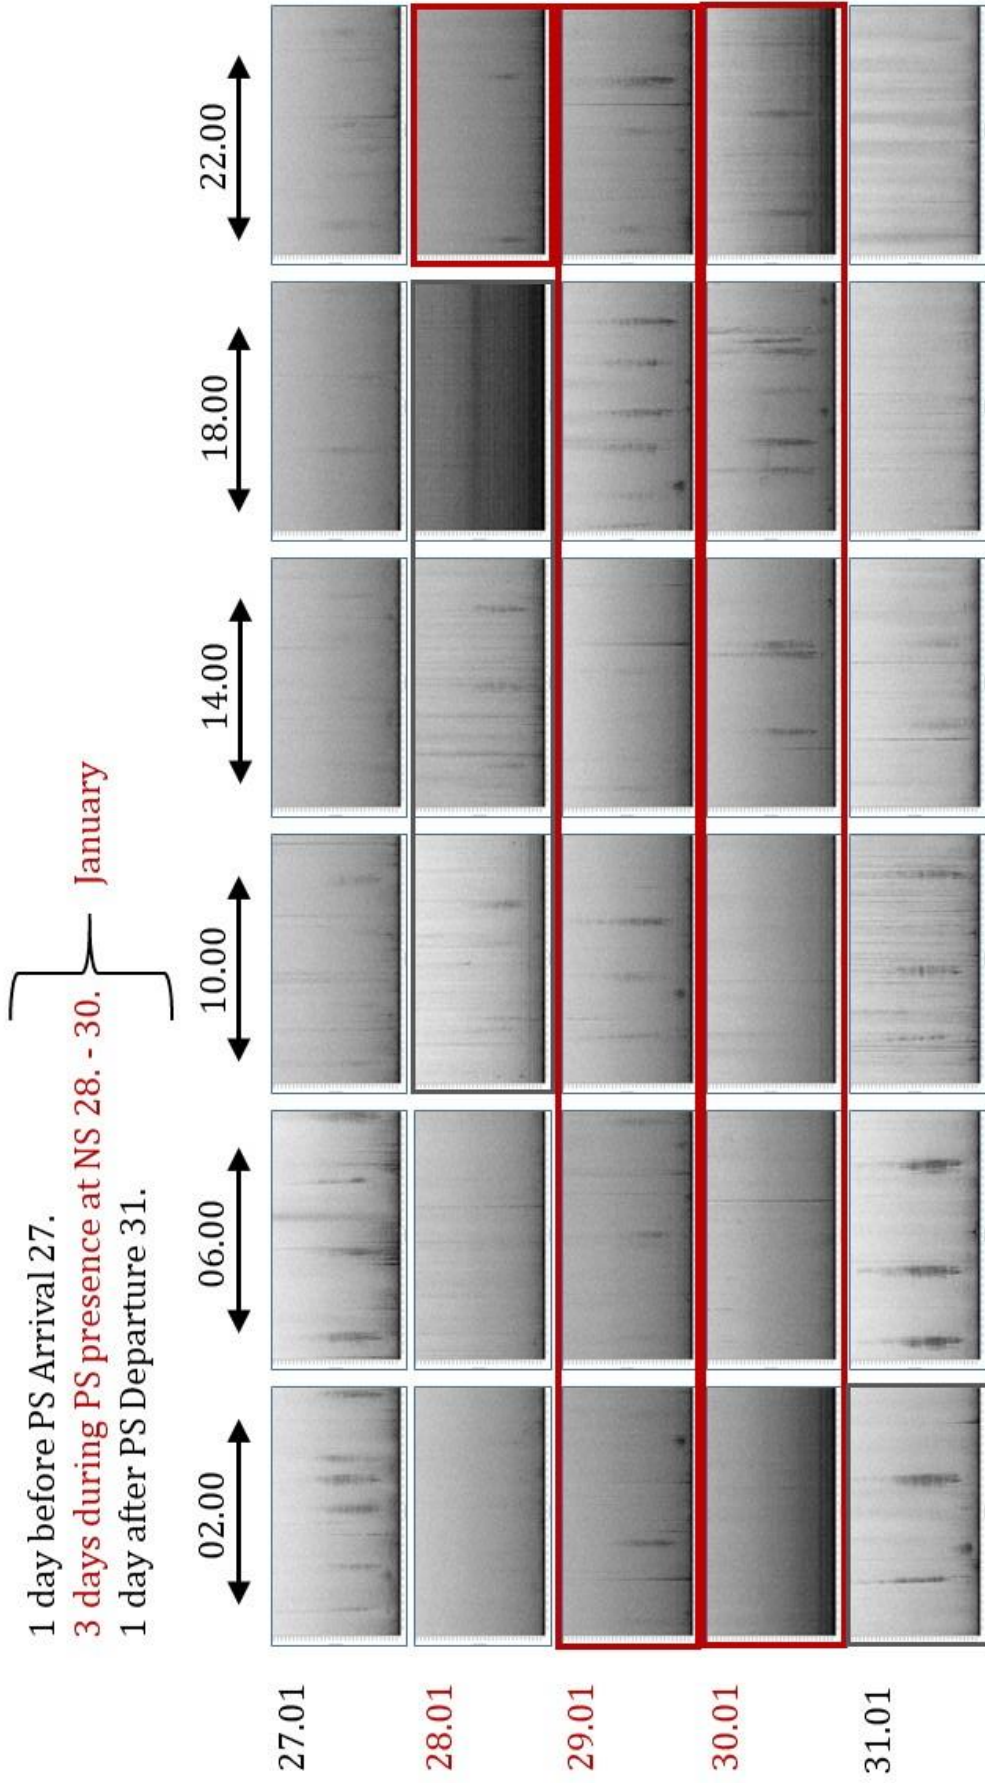 1 day before PS Arrival 27.
3 days during PS presence at NS 28. - 30. January
1 day after PS Departure 31.
02.00 06.00 10.00 14.00 18.00 22.00
27.01
28.01
29.01
30.01
31.01